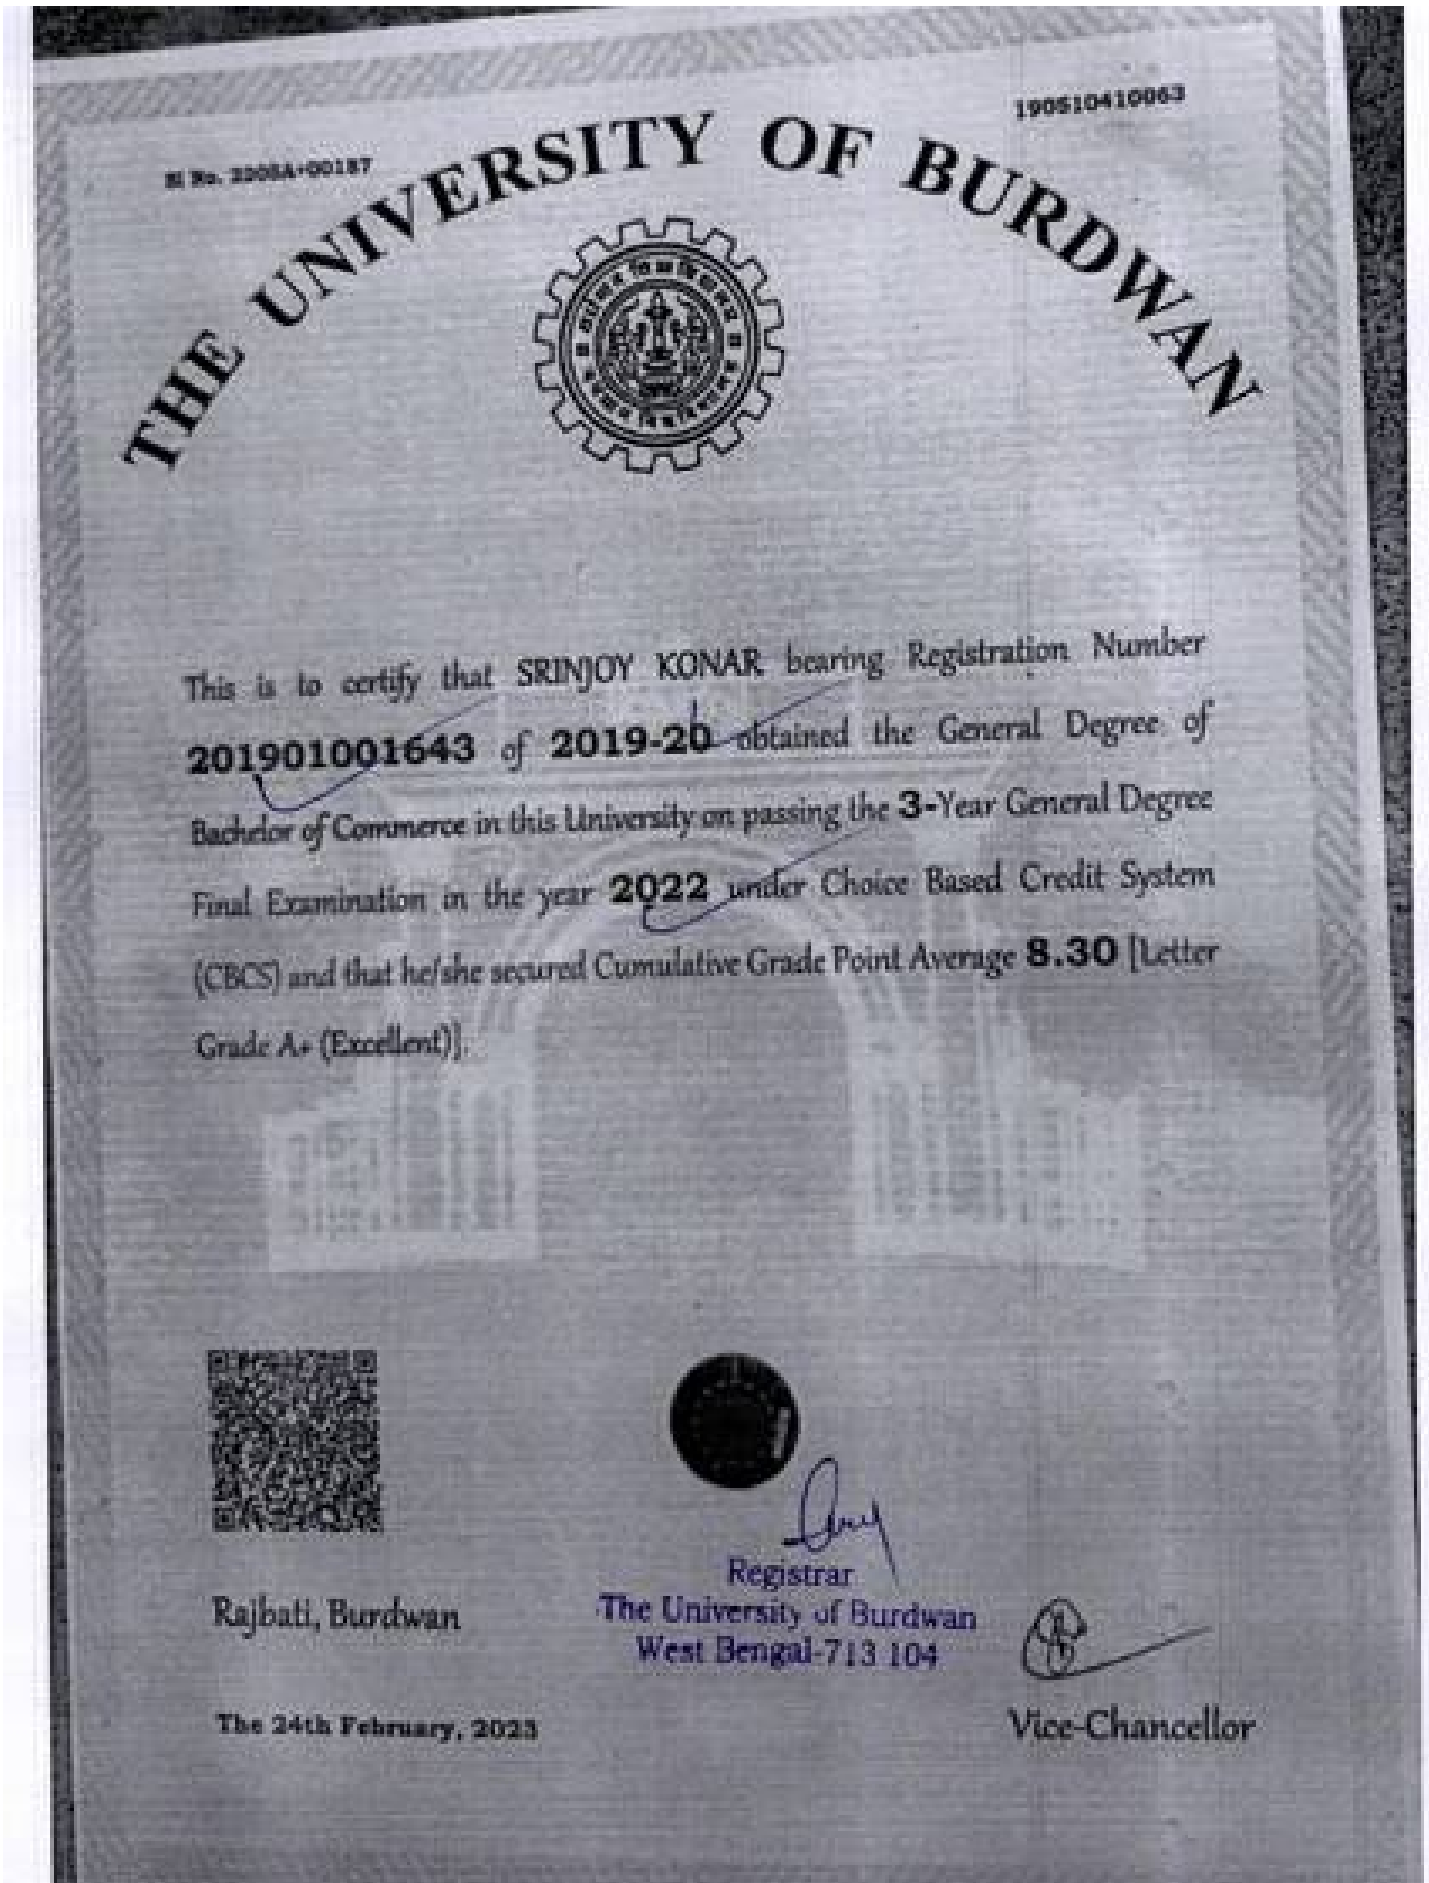 190510410063
THE UNIVERSITY OF BURDWAN
This is to certify that SRINJOY KONAR bearing Registration Number
201901001643 of 2019-20 obtained the General Degree of
Bachelor of Commerce in this University on passing the 3-Year General Degree
Final Examination in the year 2022 under Choice Based Credit System
(CBCS) and that he/she secured Cumulative Grade Point Average 8.30 [Letter
Grade A+ (Excellent)].
Registrar
The University of Burdwan
West Bengal-713 104
Rajbati, Burdwan
The 24th February, 2023
Vice-Chancellor